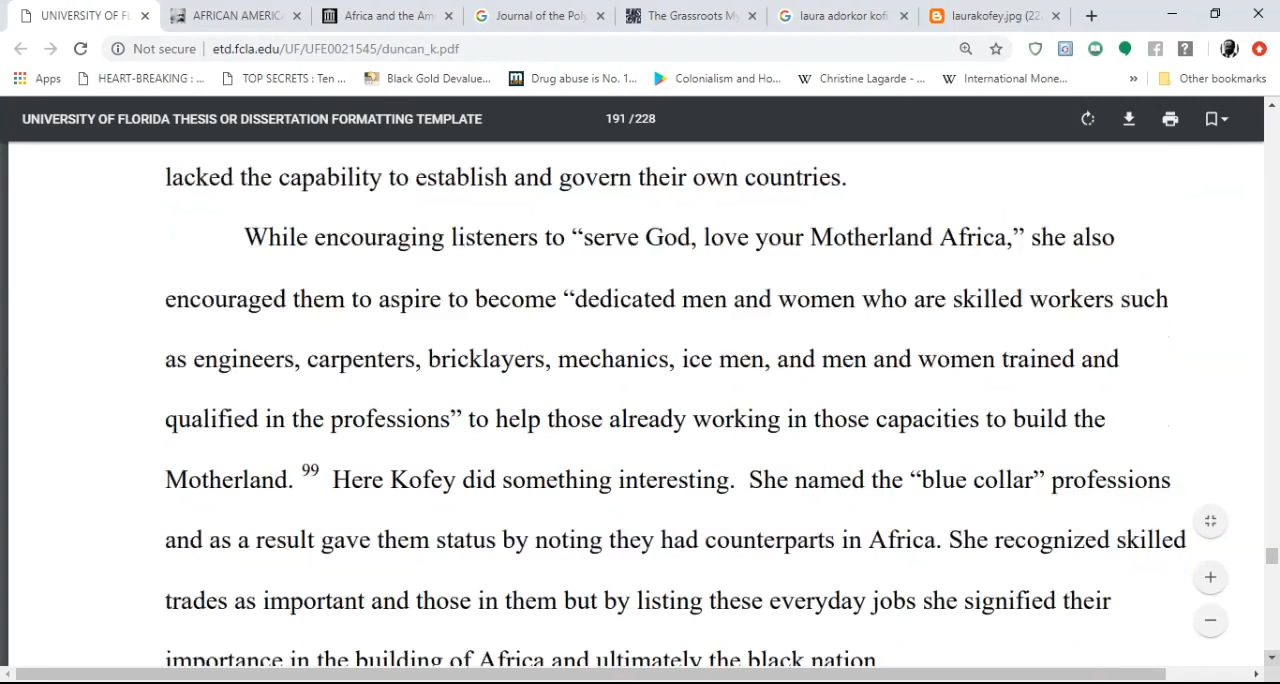 UNIVERSITY OF FL
AFRICAN AMERIC
Africa and the Am
Journal of the Pol
The Grassroots M
laura adorkor kofi
laurakofey.jpg (22
Not secure
etd.fcla.edu/UF/UFE0021545/duncan_k.pdf
Apps
HEART-BREAKING : ...
TOP SECRETS : Ten ...
Black Gold Devalue...
Drug abuse is No. 1...
Colonialism and Ho...
Christine Lagarde - ...
International Mone...
»
Other bookmarks
UNIVERSITY OF FLORIDA THESIS OR DISSERTATION FORMATTING TEMPLATE
191 / 228
lacked the capability to establish and govern their own countries.
While encouraging listeners to “serve God, love your Motherland Africa,” she also
encouraged them to aspire to become “dedicated men and women who are skilled workers such
as engineers, carpenters, bricklayers, mechanics, ice men, and men and women trained and
qualified in the professions” to help those already working in those capacities to build the
Motherland. 99 Here Kofey did something interesting. She named the “blue collar” professions
and as a result gave them status by noting they had counterparts in Africa. She recognized skilled
trades as important and those in them but by listing these everyday jobs she signified their
importance in the building of Africa and ultimately the black nation